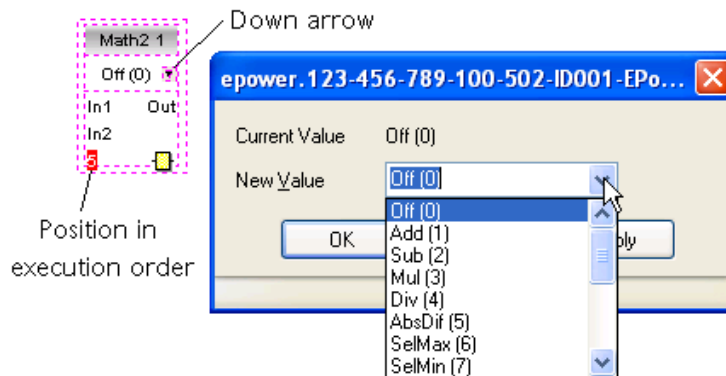 Down arrow
Math2 1
Off (0)
In1 Out
In2
5
Position in
execution order
epower.123-456-789-100-502-ID001-EPo...
Current Value Off (0)
New Value Off (0)
Off (0)
Add (1)
Sub (2)
Mul (3)
Div (4)
AbsDif (5)
SelMax (6)
SelMin (7)
OK
ply